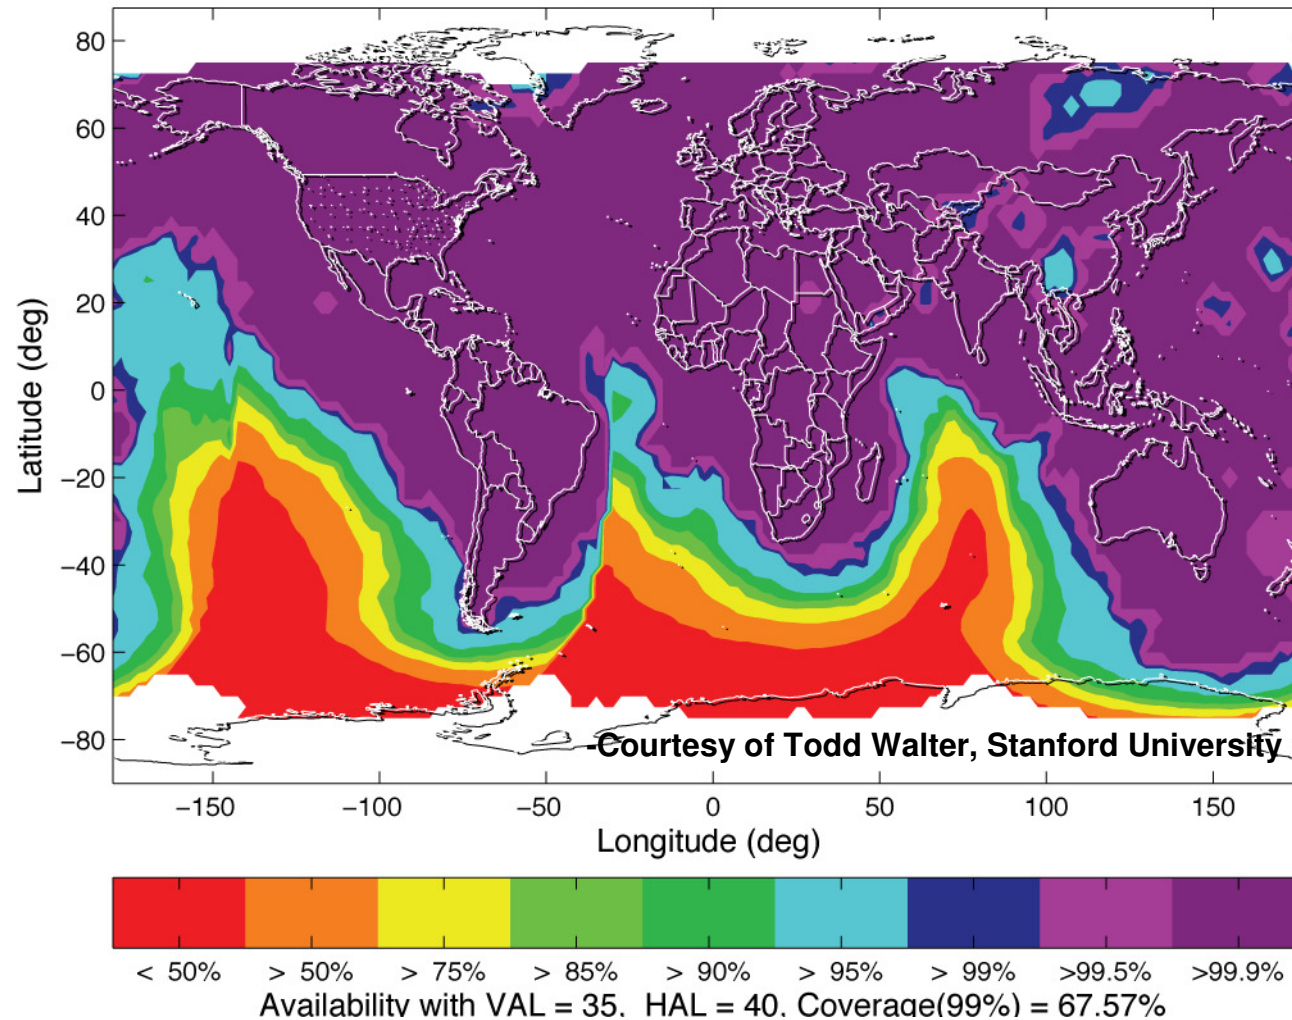 80
60
40
20
0
−20
−40
−60
−80
Latitude (deg)
-Courtesy of Todd Walter, Stanford University
−150 −100 −50 0 50 100 150
Longitude (deg)
< 50% > 50% > 75% > 85% > 90% > 95% > 99% >99.5% >99.9%
Availability with VAL = 35, HAL = 40, Coverage(99%) = 67.57%